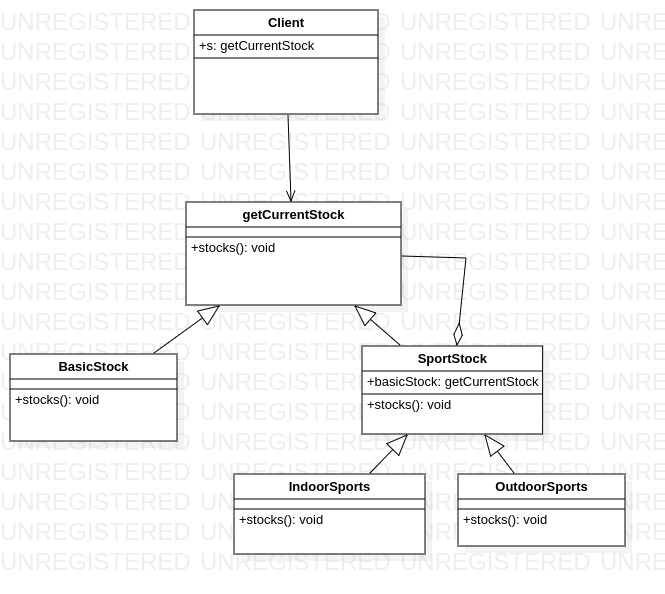 Client
+s: getCurrentStock
getCurrentStock
+stocks(): void
BasicStock
+stocks(): void
SportStock
+basicStock: getCurrentStock
+stocks(): void
IndoorSports
+stocks(): void
OutdoorSports
+stocks(): void
UNREGISTERED UNREGISTERED UNREGISTERED UNREGISTERED